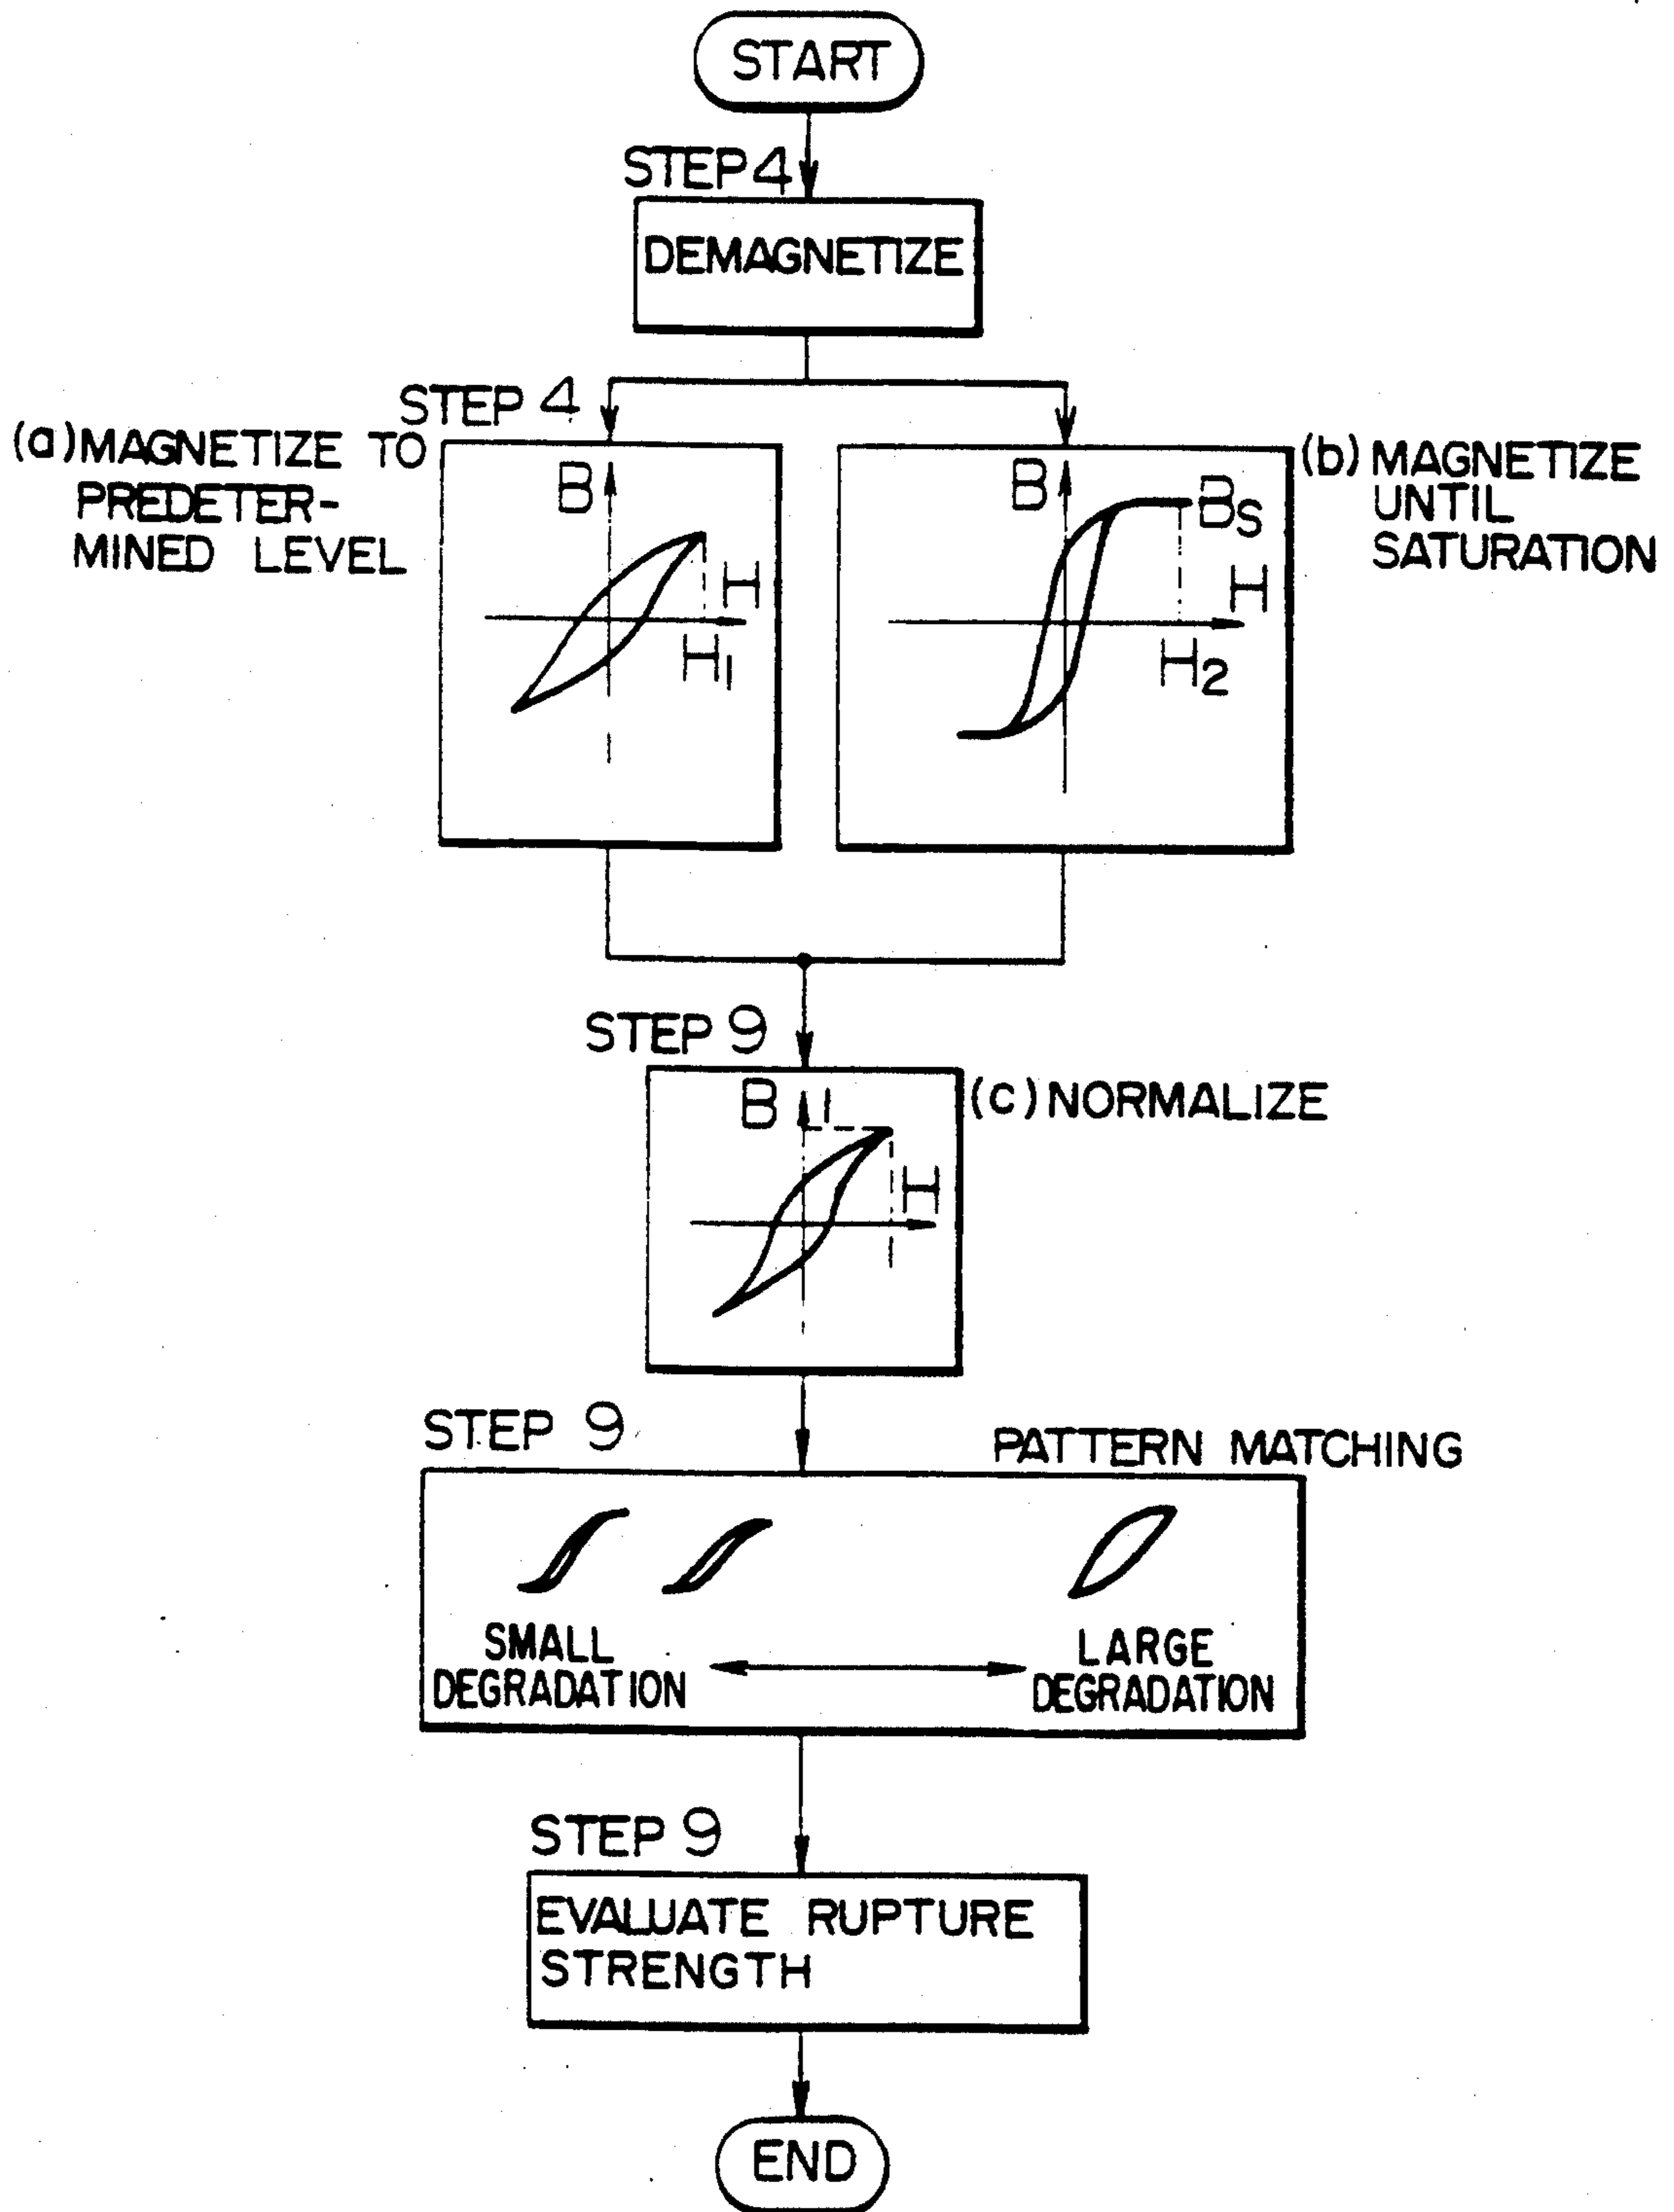 START
STEP 4
DEMAGNETIZE
STEP 4
(a) MAGNETIZE TO
PREDETER-
MINED LEVEL
B
H
H1
(b) MAGNETIZE
UNTIL
SATURATION
B
BS
H
H2
STEP 9
(c) NORMALIZE
B
1
H
1
STEP 9
PATTERN MATCHING
SMALL
DEGRADATION
LARGE
DEGRADATION
STEP 9
EVALUATE RUPTURE
STRENGTH
END